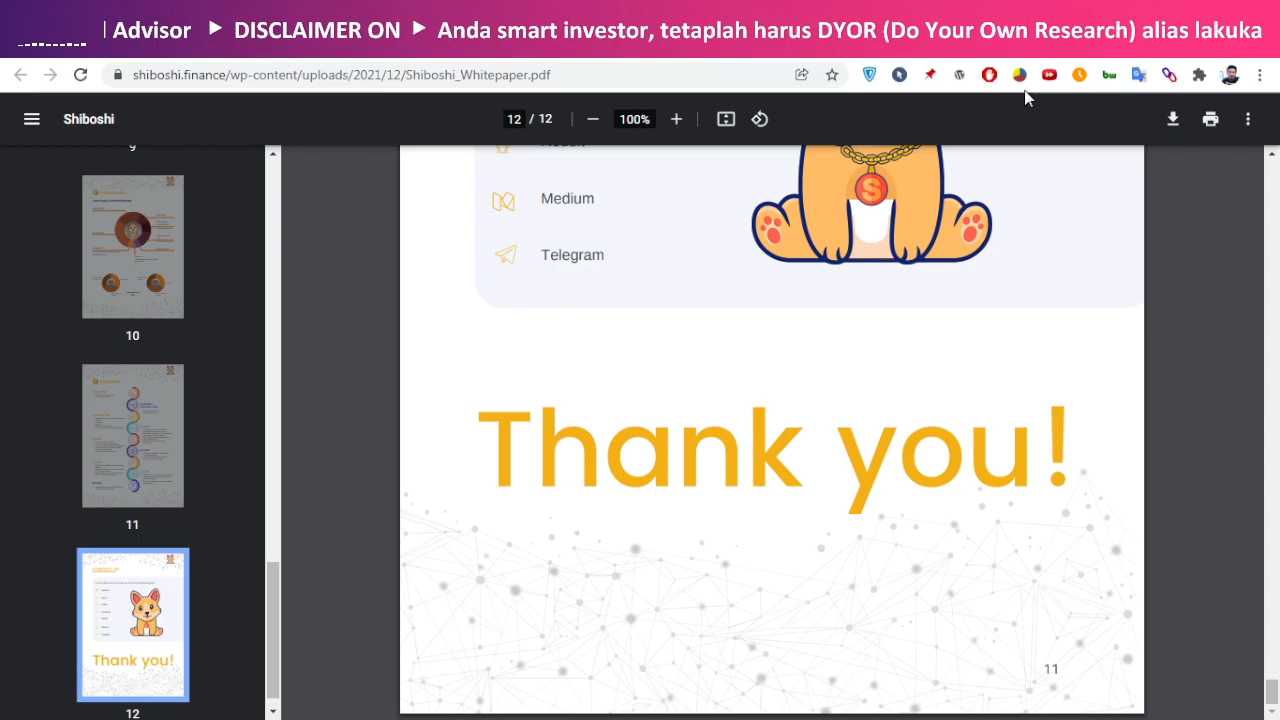 Advisor ▶ DISCLAIMER ON ▶ Anda smart investor, tetaplah harus DYOR (Do Your Own Research) alias lakuka
shiboshi.finance/wp-content/uploads/2021/12/Shiboshi_Whitepaper.pdf
Shiboshi
12 / 12
100%
9
10
11
Thank you!
12
Medium
Telegram
S
Thank you!
11